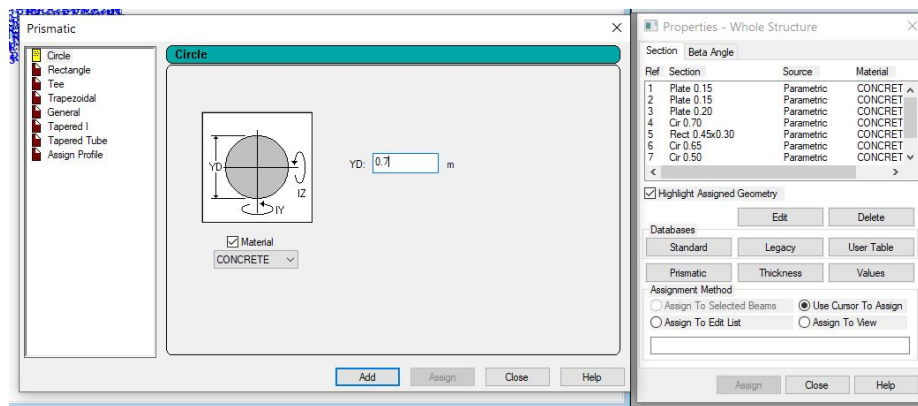 Prismatic
Circle
Rectangle
Tee
Trapezoidal
General
Tapered I
Tapered Tube
Assign Profile
Circle
YD
IZ
IY
YD: 0.7 m
Material
CONCRETE
Add Assign Close Help
Properties - Whole Structure
Section Beta Angle
Ref Section Source Material
1 Plate 0.15 Parametric CONCRET
2 Plate 0.15 Parametric CONCRET
3 Plate 0.20 Parametric CONCRET
4 Cir 0.70 Parametric CONCRET
5 Rect 0.45x0.30 Parametric CONCRET
6 Cir 0.65 Parametric CONCRET
7 Cir 0.50 Parametric CONCRET
Highlight Assigned Geometry
Edit Delete
Databases
Standard Legacy User Table
Prismatic Thickness Values
Assignment Method
Assign To Selected Beams Use Cursor To Assign
Assign To Edit List Assign To View
Assign Close Help